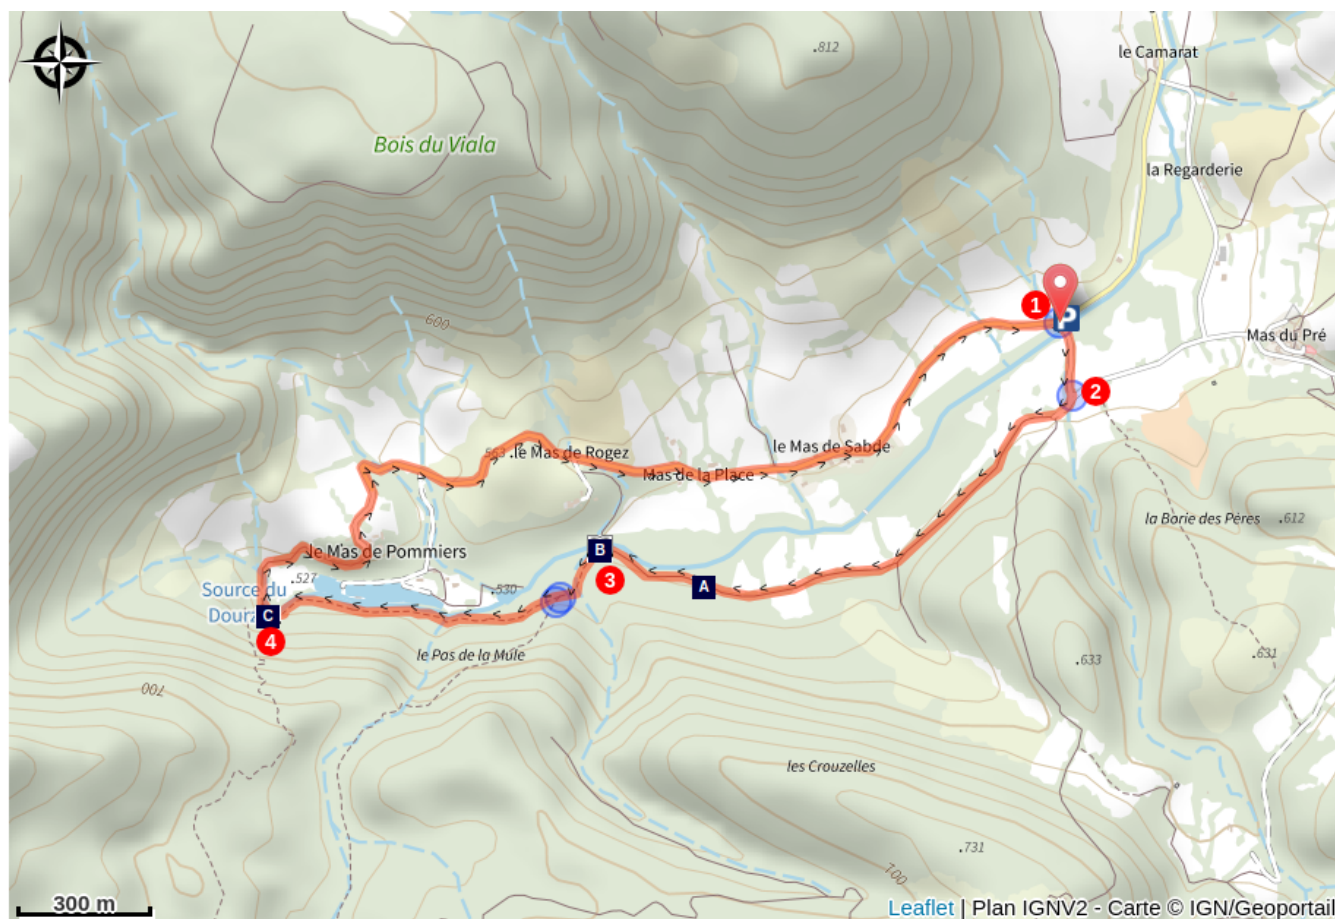 .812
le Camarat
Bois du Viala
la Regarderie
1
P
600
Mas du Pré
2
563
.le Mas de Rogez
le Mas de Sabde
Mas de la Place
la Borie des Pères
.612
le Mas de Pommiers
B
3
.527
Source du
.530
A
C
4
le Pas de la Mule
.633
.631
700
les Crouzelles
.731
700
300 m
Leaflet | Plan IGNV2 - Carte © IGN/Geoportail